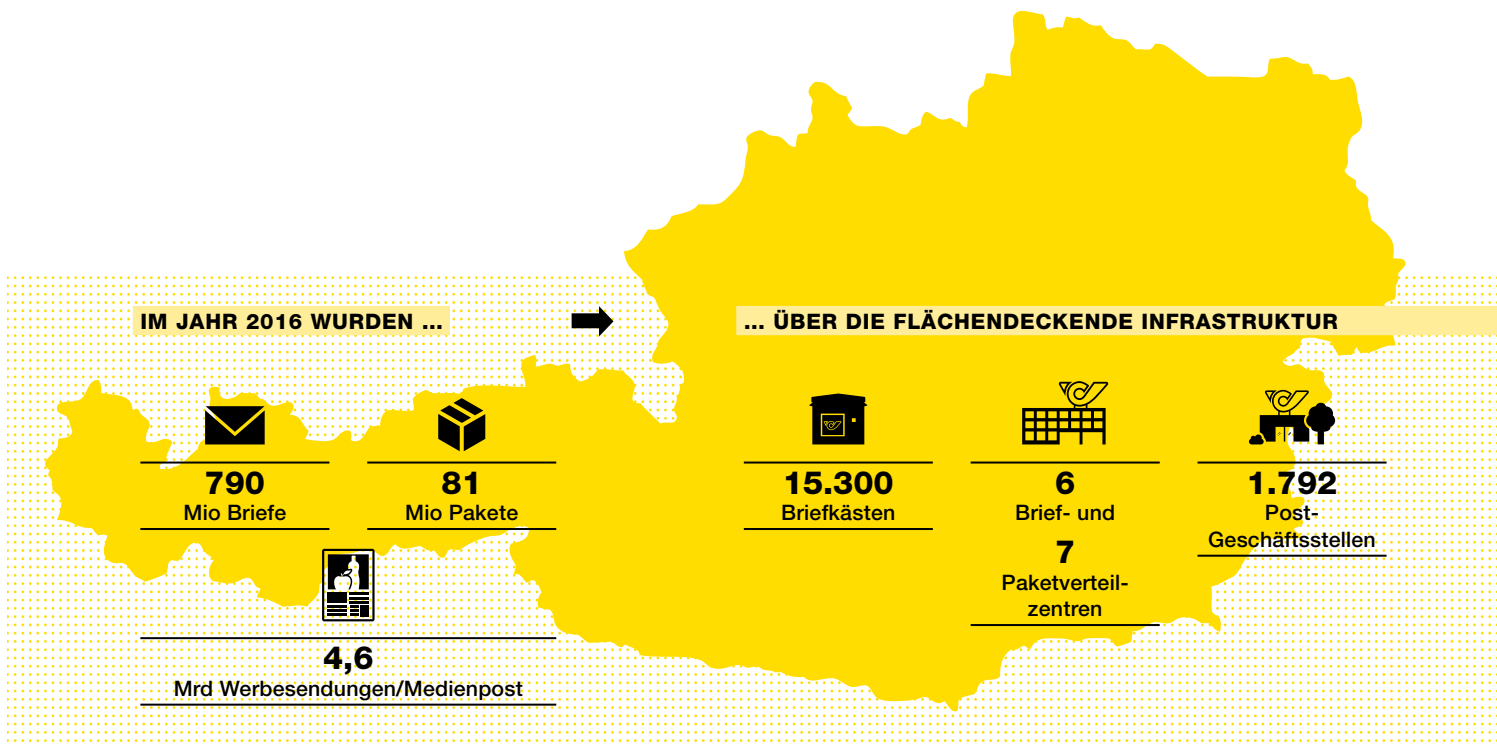 IM JAHR 2016 WURDEN ...
790
Mio Briefe
81
Mio Pakete
4,6
Mrd Werbesendungen/Medienpost
... ÜBER DIE FLÄCHENDECKENDE INFRASTRUKTUR
15.300
Briefkästen
6
Brief- und
7
Paketverteil-
zentren
1.792
Post-
Geschäftsstellen